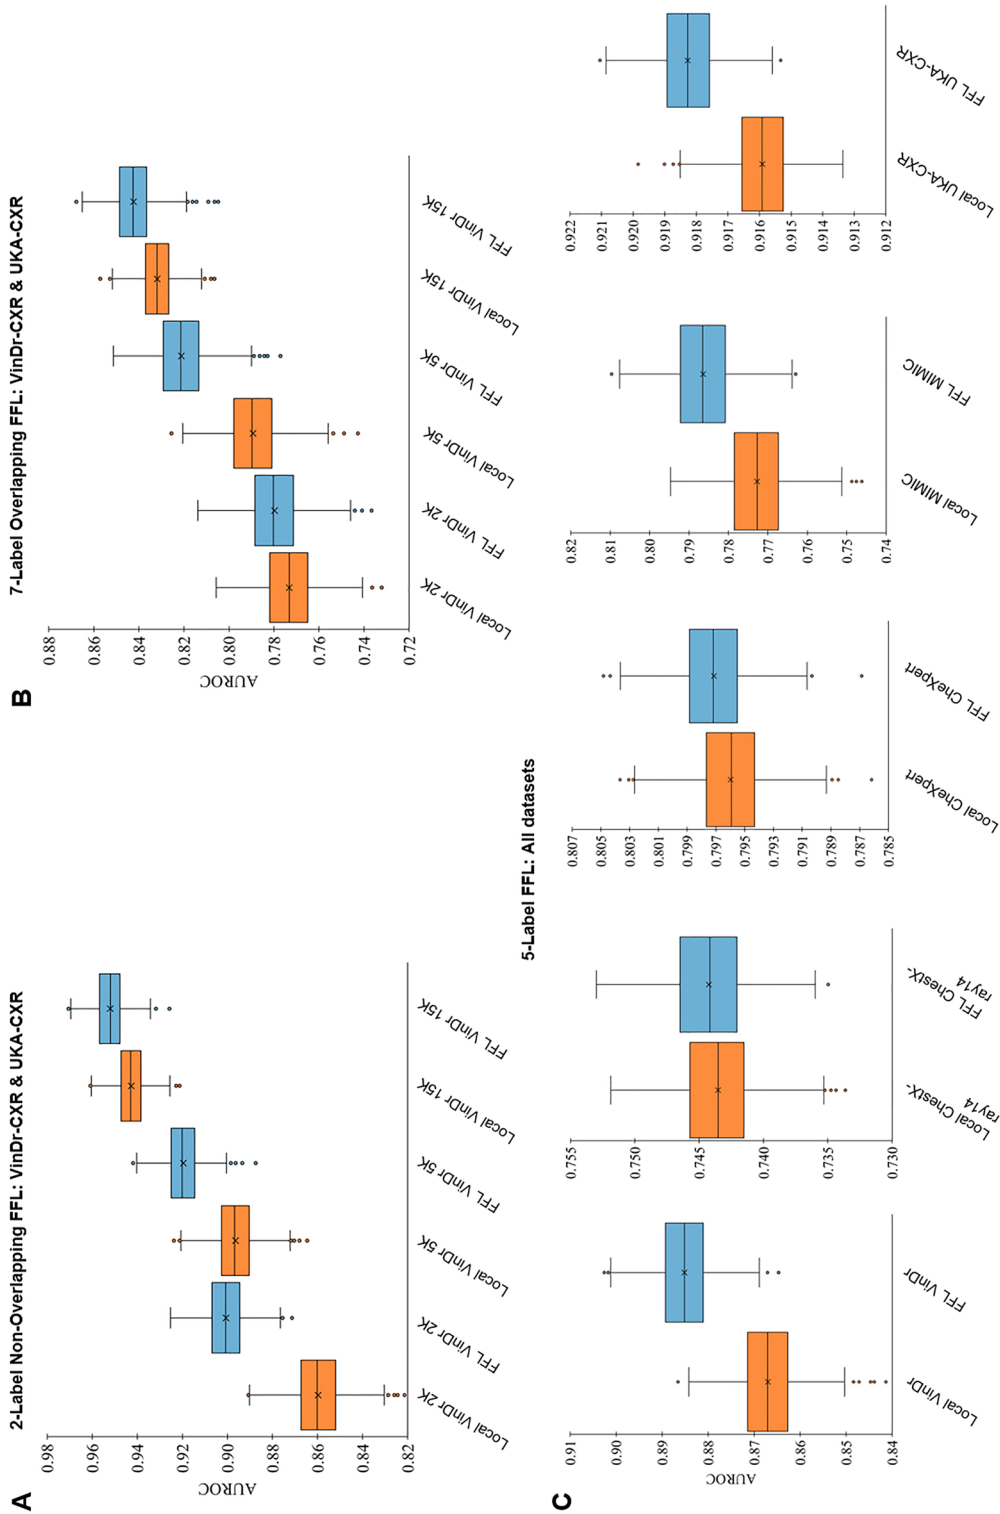 A
2-Label Non-Overlapping FFL: VinDr-CXR & UKA-CXR
AUROC
0.98
0.96
0.94
0.92
0.90
0.88
0.86
0.84
0.82
Local VinDr 2K
FFL VinDr 2K
Local VinDr 5K
FFL VinDr 5K
Local VinDr 15K
FFL VinDr 15K
B
7-Label Overlapping FFL: VinDr-CXR & UKA-CXR
AUROC
0.88
0.86
0.84
0.82
0.80
0.78
0.76
0.74
0.72
Local VinDr 2K
FFL VinDr 2K
Local VinDr 5K
FFL VinDr 5K
Local VinDr 15K
FFL VinDr 15K
C
5-Label FFL: All datasets
AUROC
0.91
0.90
0.89
0.88
0.87
0.86
0.85
0.84
Local VinDr
FFL VinDr
0.755
0.750
0.745
0.740
0.735
0.730
Local ChestX-
ray14
FFL ChestX-
ray14
0.807
0.805
0.803
0.801
0.799
0.797
0.795
0.793
0.791
0.789
0.787
0.785
Local CheXpert
FFL CheXpert
0.82
0.81
0.80
0.79
0.78
0.77
0.76
0.75
0.74
Local MIMIC
FFL MIMIC
0.922
0.921
0.920
0.919
0.918
0.917
0.916
0.915
0.914
0.913
0.912
Local UKA-CXR
FFL UKA-CXR